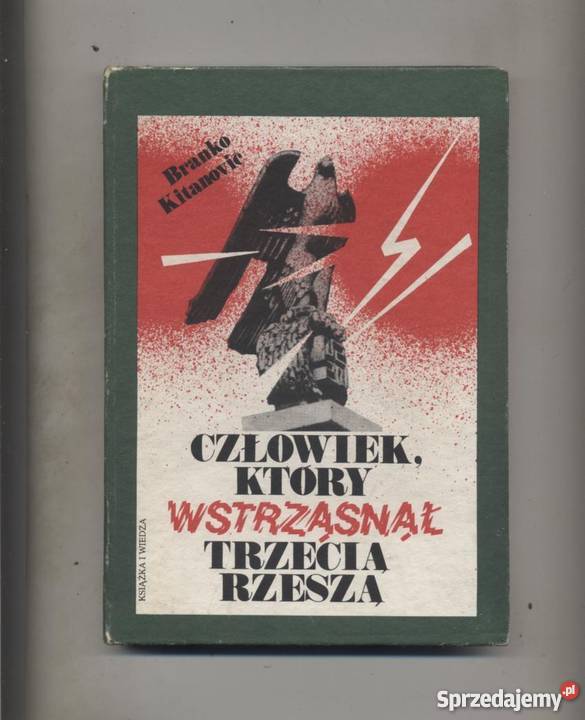 Branko
Kitanović
CZŁOWIEK,
KTÓRY
WSTRZĄSNĄŁ
TRZECIĄ
RZESZĄ
KSIĄŻKA I WIEDZA
Sprzedajemy.pl